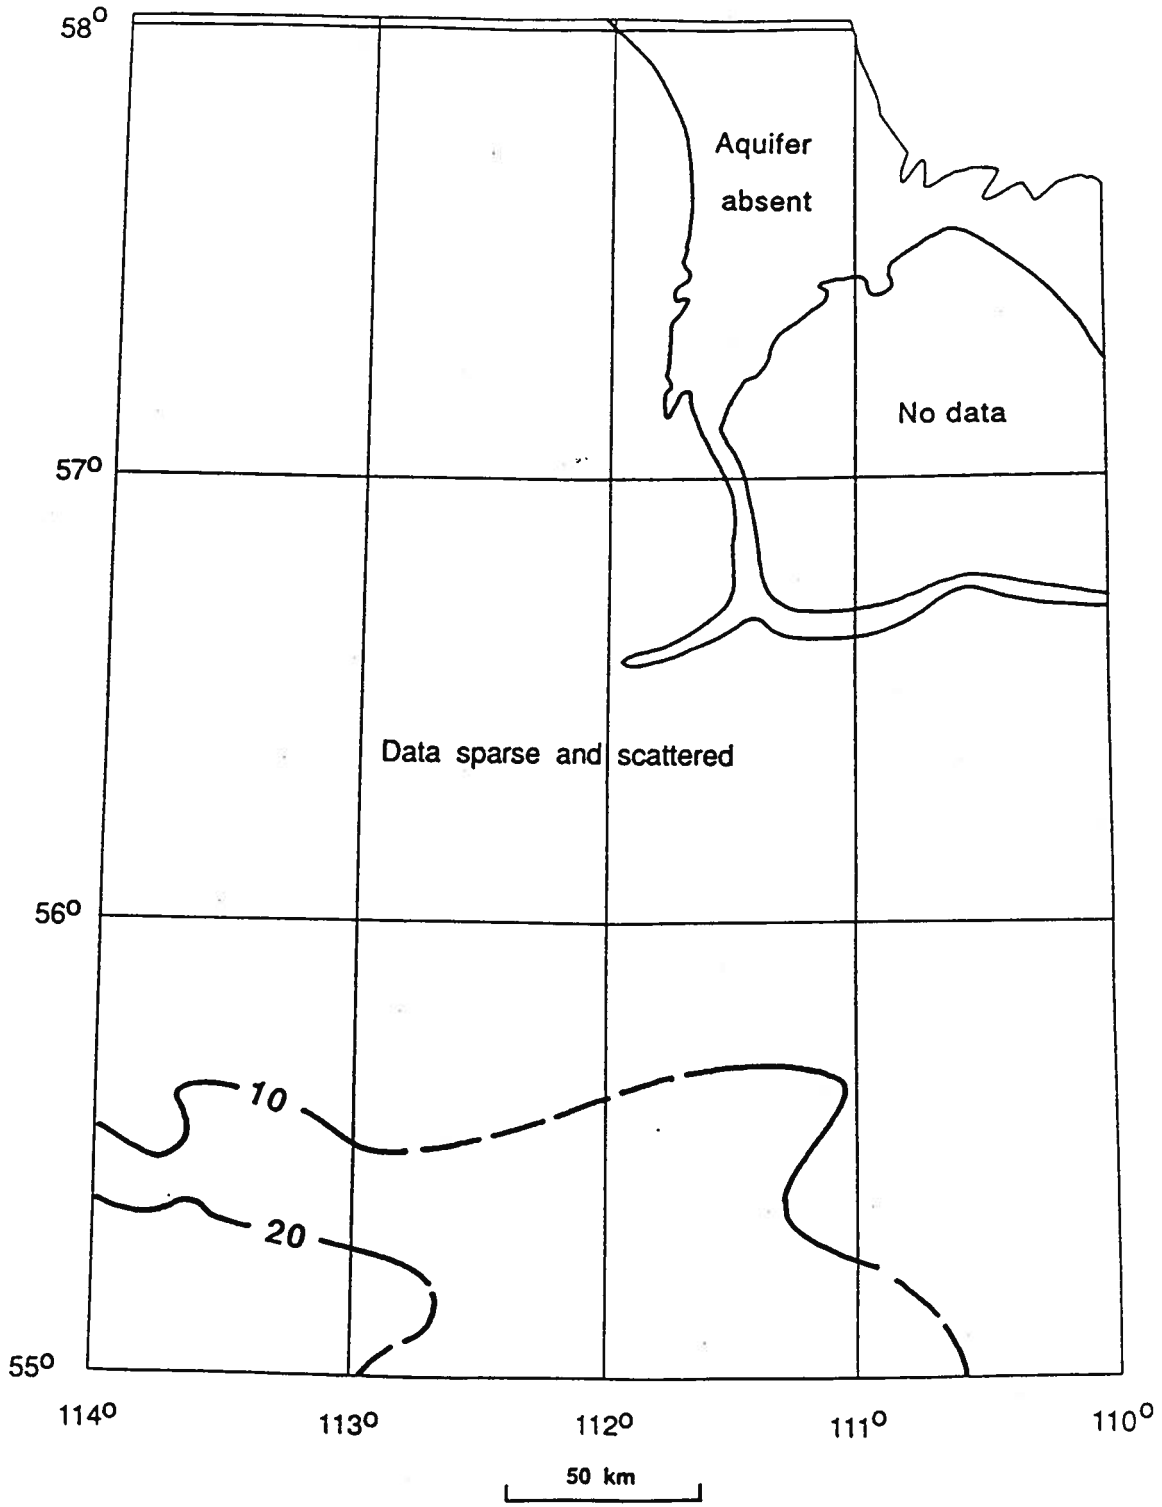 58°
Aquifer
absent
No data
57°
Data sparse and scattered
56°
10
20
55°
114°
113°
112°
111°
110°
50 km